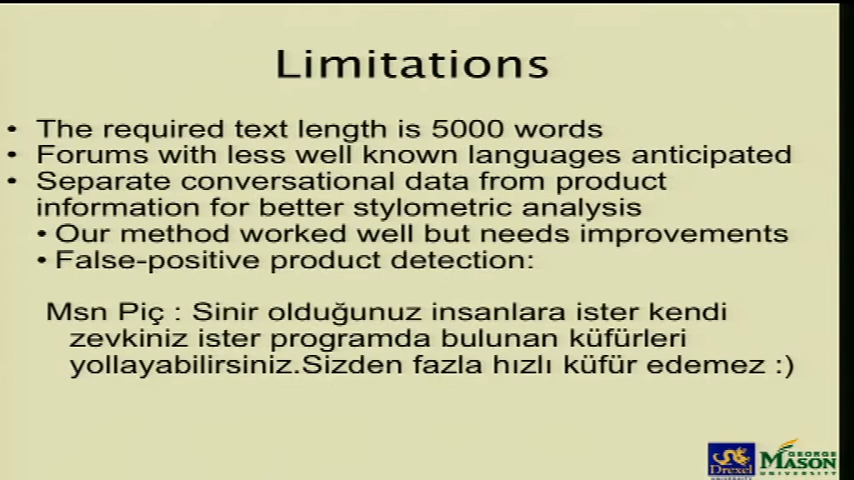 Limitations
• The required text length is 5000 words
• Forums with less well known languages anticipated
• Separate conversational data from product
information for better stylometric analysis
• Our method worked well but needs improvements
• False-positive product detection:
Msn Piç : Sinir olduğunuz insanlara ister kendi
zevkiniz ister programda bulunan küfürleri
yollayabilirsiniz.Sizden fazla hızlı küfür edemez :)
Drexel
UNIVERSITY
GEORGE
MASON
UNIVERSITY